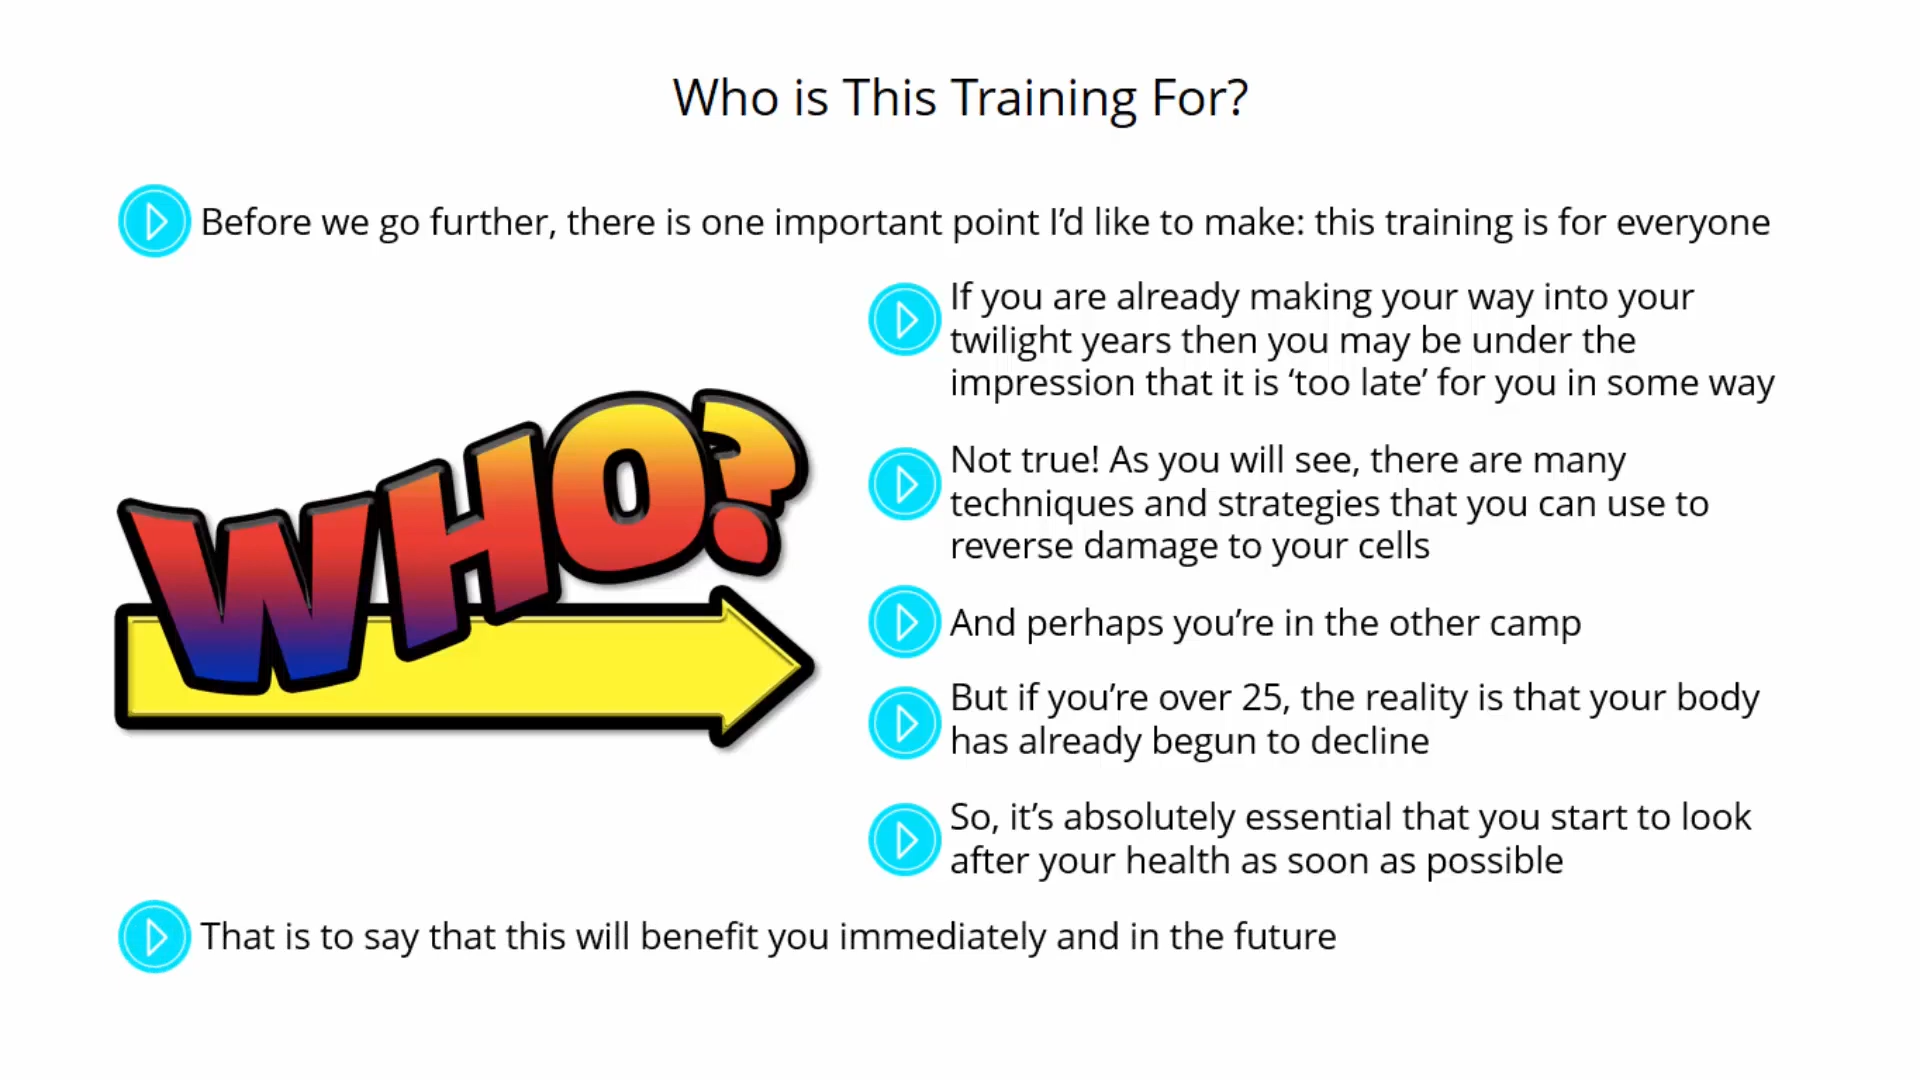 Who is This Training For?
Before we go further, there is one important point I’d like to make: this training is for everyone
If you are already making your way into your
twilight years then you may be under the
impression that it is ‘too late’ for you in some way
WHO?
Not true! As you will see, there are many
techniques and strategies that you can use to
reverse damage to your cells
And perhaps you’re in the other camp
But if you’re over 25, the reality is that your body
has already begun to decline
So, it’s absolutely essential that you start to look
after your health as soon as possible
That is to say that this will benefit you immediately and in the future